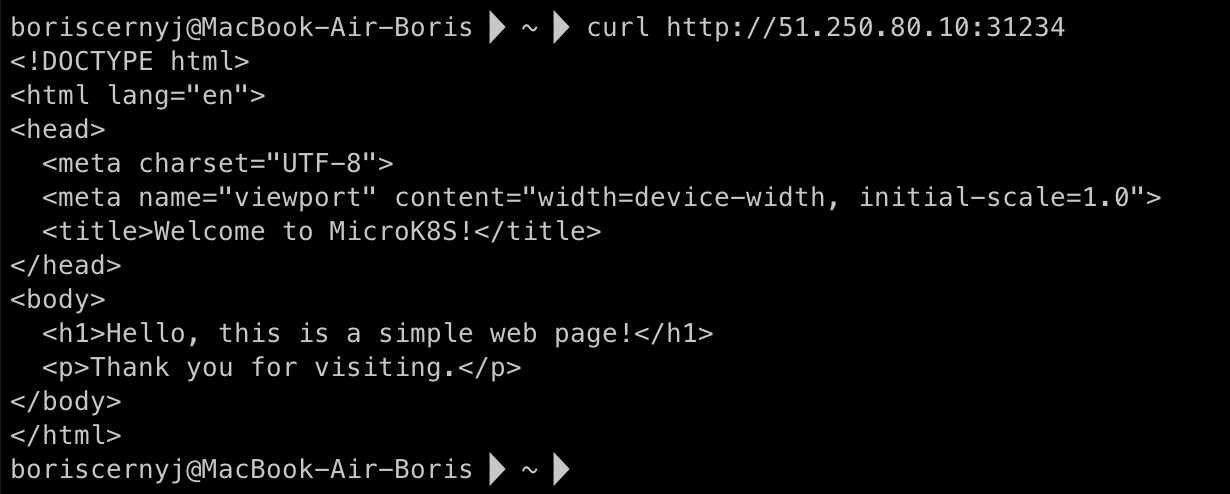 boriscernyj@MacBook-Air-Boris ~ curl http://51.250.80.10:31234
<!DOCTYPE html>
<html lang="en">
<head>
  <meta charset="UTF-8">
  <meta name="viewport" content="width=device-width, initial-scale=1.0">
  <title>Welcome to MicroK8S!</title>
</head>
<body>
  <h1>Hello, this is a simple web page!</h1>
  <p>Thank you for visiting.</p>
</body>
</html>
boriscernyj@MacBook-Air-Boris ~